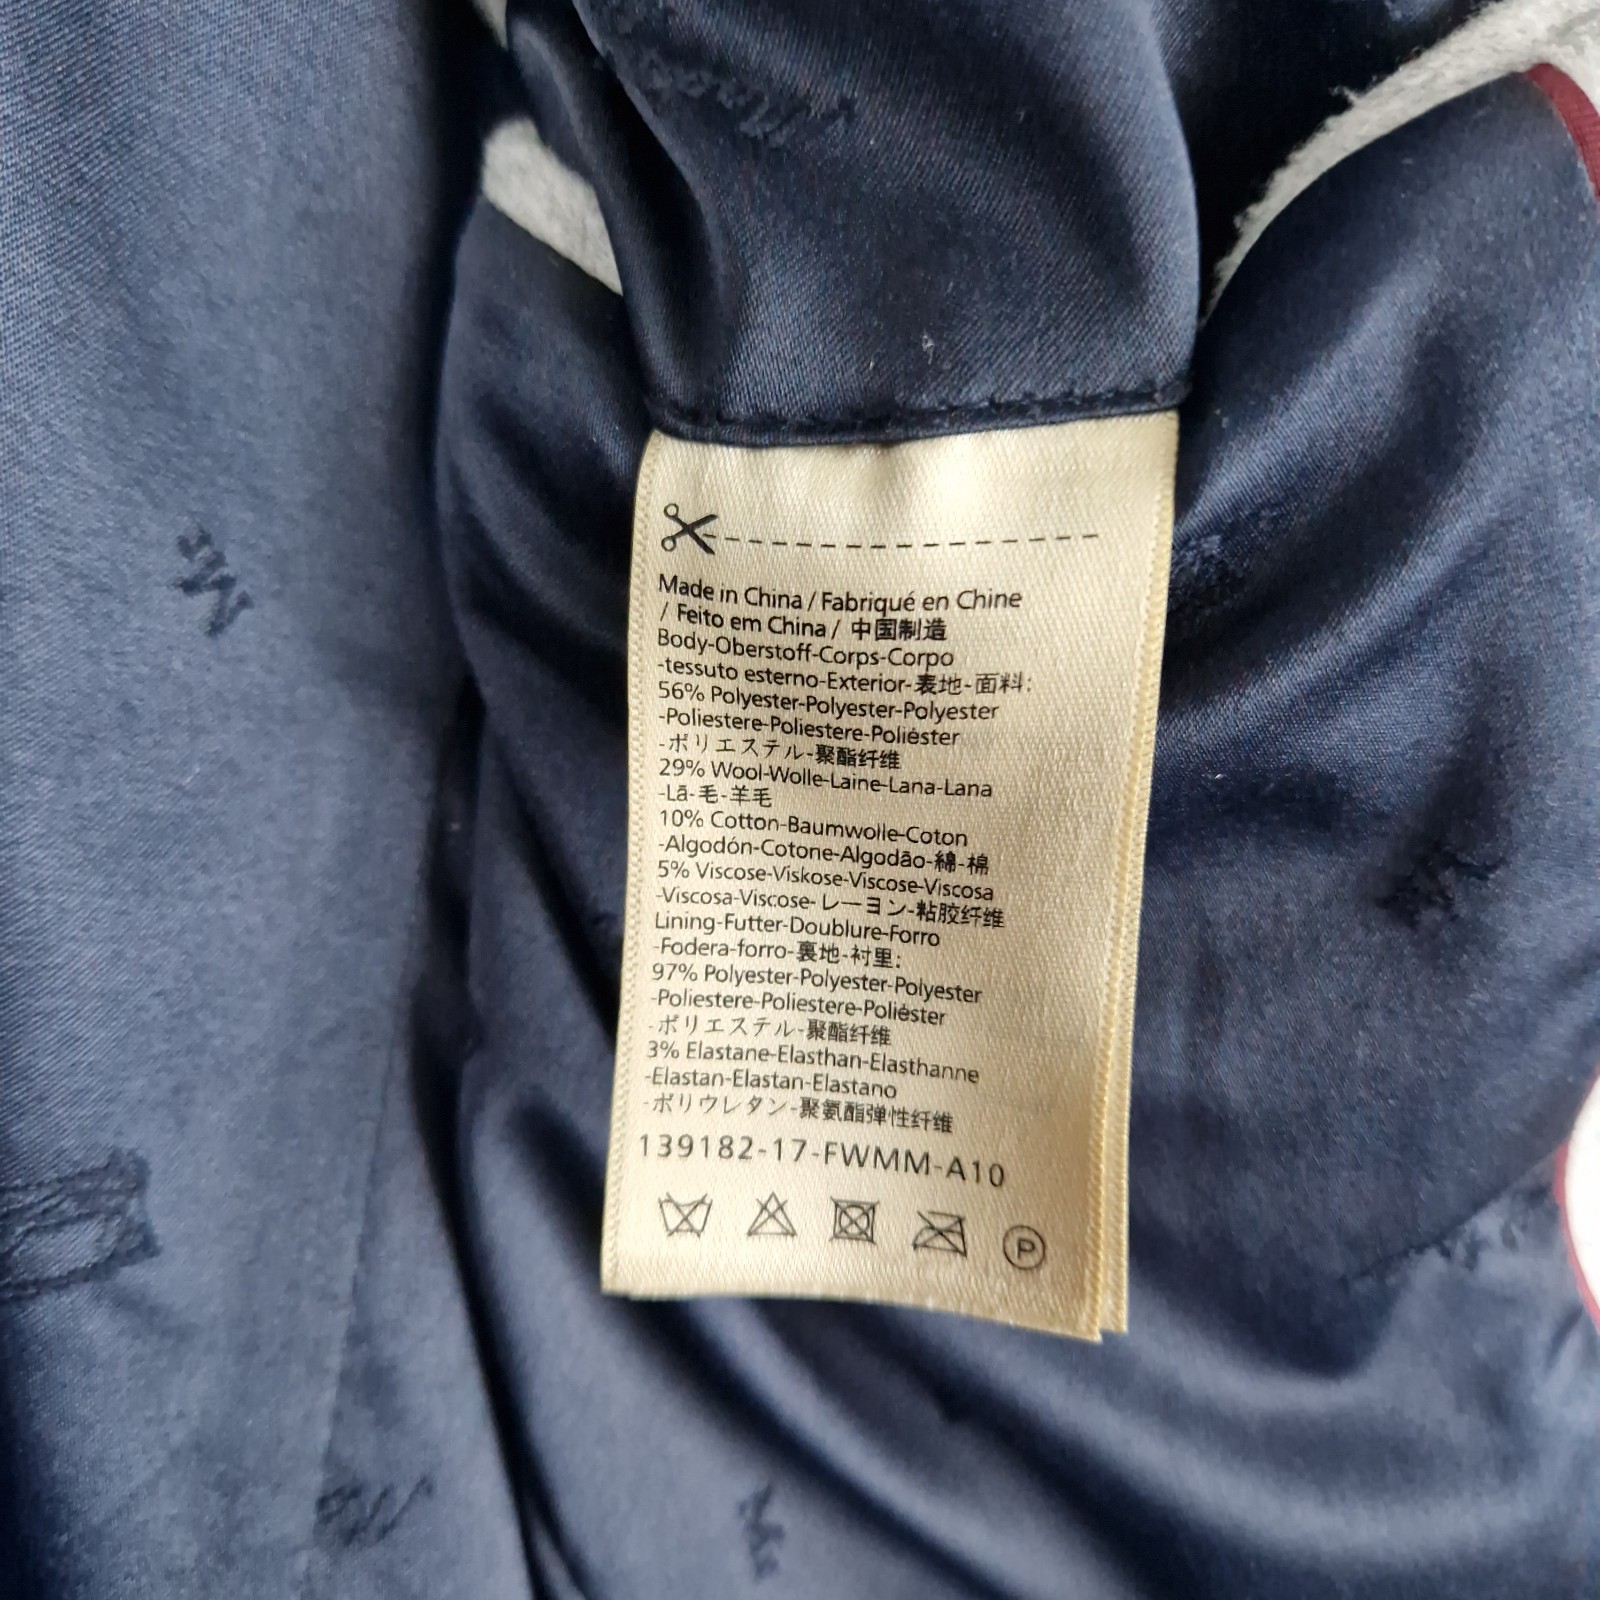 Made in China / Fabriqué en Chine
/ Feito em China / 中国制造
Body-Oberstoff-Corps-Corpo
-tessuto esterno-Exterior-表地-面料:
56% Polyester-Polyester-Polyester
-Poliestere-Poliestere-Poliéster
-ポリエステル-聚酯纤维
29% Wool-Wolle-Laine-Lana-Lana
-Lã-毛-羊毛
10% Cotton-Baumwolle-Coton
-Algodón-Cotone-Algodão-綿-棉
5% Viscose-Viskose-Viscose-Viscosa
-Viscosa-Viscose-レーヨン-粘胶纤维
Lining-Futter-Doublure-Forro
-Fodera-forro-裏地-衬里:
97% Polyester-Polyester-Polyester
-Poliestere-Poliestere-Poliéster
-ポリエステル-聚酯纤维
3% Elastane-Elasthan-Elasthanne
-Elastan-Elastan-Elastano
-ポリウレタン-聚氨酯弹性纤维
139182-17-FWMM-A10
P